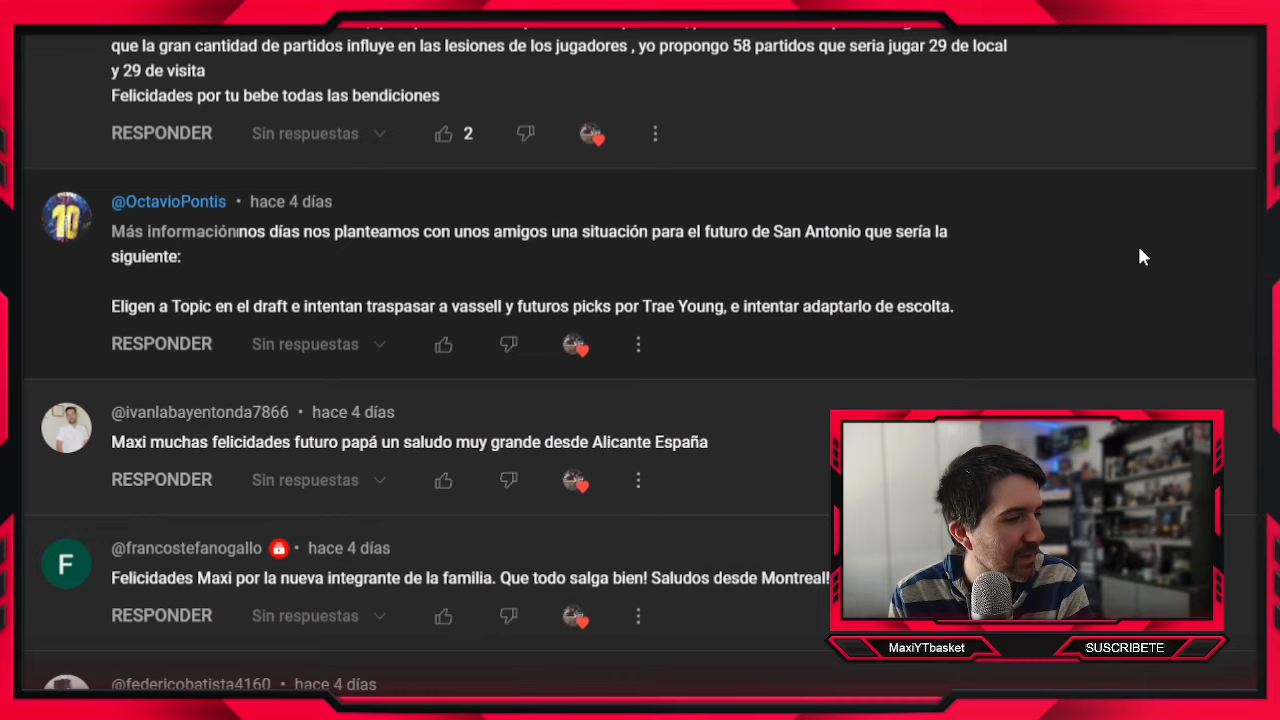 que la gran cantidad de partidos influye en las lesiones de los jugadores , yo propongo 58 partidos que seria jugar 29 de local
y 29 de visita
Felicidades por tu bebe todas las bendiciones
RESPONDER Sin respuestas 2
@OctavioPontis • hace 4 días
Más información nos días nos planteamos con unos amigos una situación para el futuro de San Antonio que sería la
siguiente:
Eligen a Topic en el draft e intentan traspasar a vassell y futuros picks por Trae Young, e intentar adaptarlo de escolta.
RESPONDER Sin respuestas
@ivanlabayentonda7866 • hace 4 días
Maxi muchas felicidades futuro papá un saludo muy grande desde Alicante España
RESPONDER Sin respuestas
F
@francostefanogallo • hace 4 días
Felicidades Maxi por la nueva integrante de la familia. Que todo salga bien! Saludos desde Montreal!
RESPONDER Sin respuestas
@federicobatista4160 • hace 4 días
10
MaxiYTbasket
SUSCRIBETE